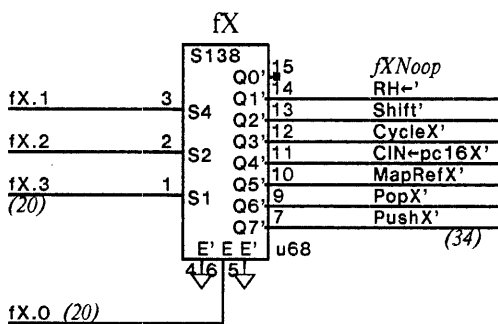 fX
S138
15 fXNoop
Q0'
14 RH←'
fX.1 3 S4 Q1'
13 Shift'
Q2'
12 CycleX'
fX.2 2 S2 Q3'
11 CIN←pc16X'
Q4'
fX.3 1 S1 10 MapRefX'
(20) Q5'
9 PopX'
Q6'
7 PushX'
Q7' (34)
E' E E' u68
4 6 5
fX.0 (20)